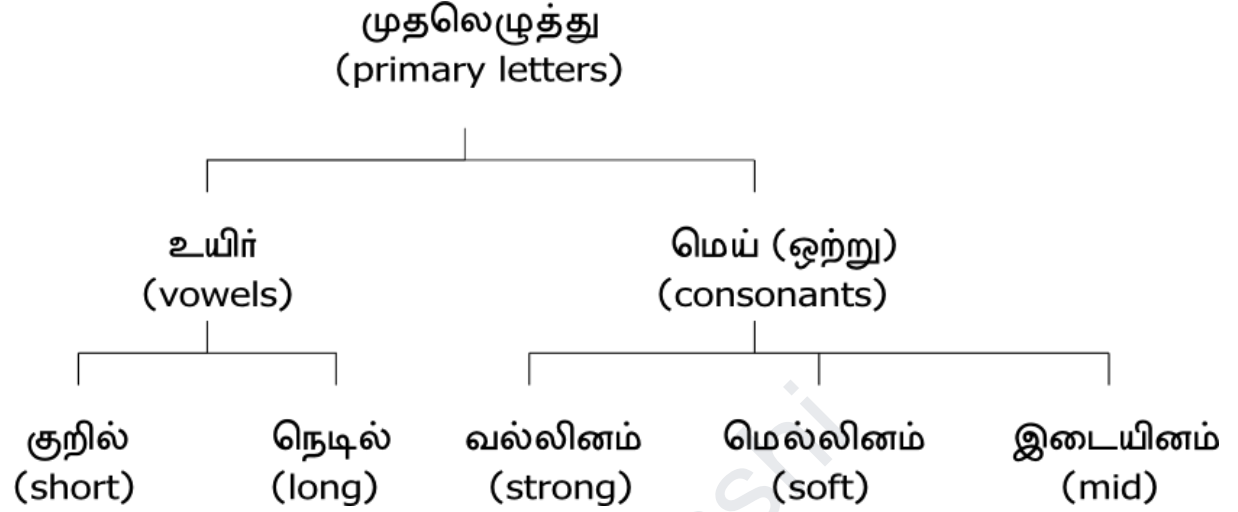 முதலெழுத்து
(primary letters)
உயிர்
(vowels)
மெய் (ஒற்று)
(consonants)
குறில்
(short)
நெடில்
(long)
வல்லினம்
(strong)
மெல்லினம்
(soft)
இடையினம்
(mid)